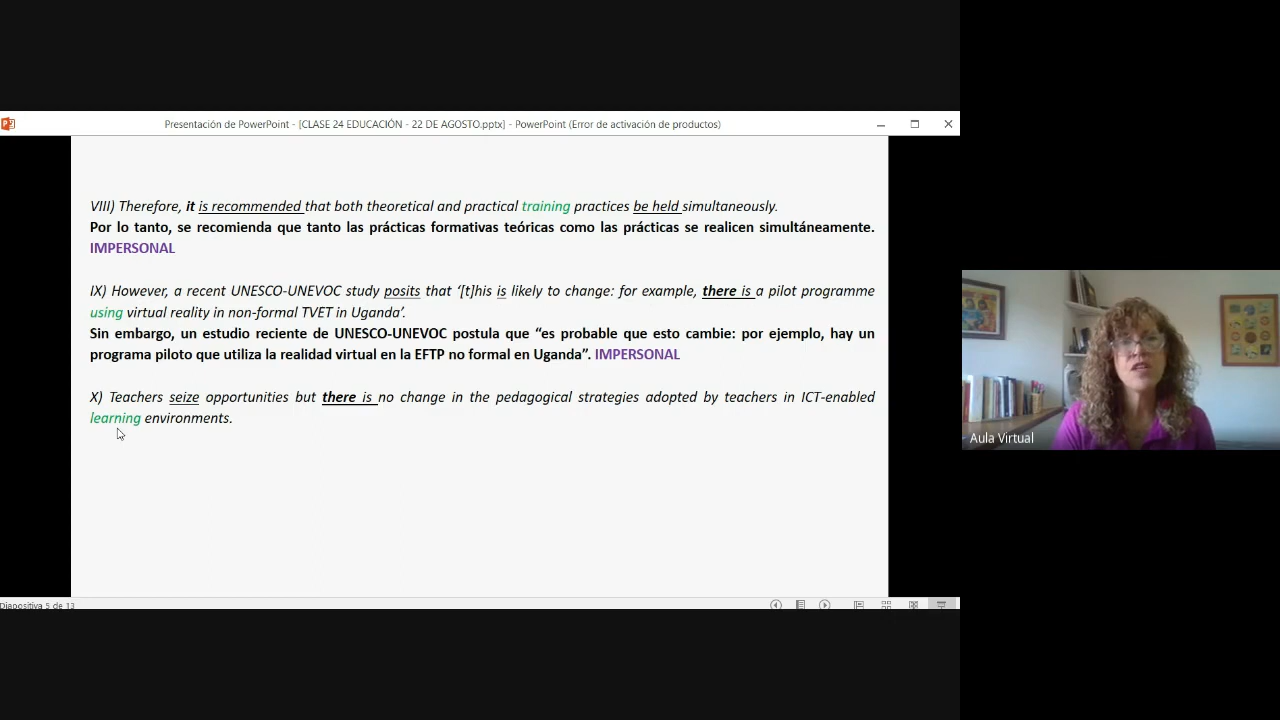 Presentación de PowerPoint - [CLASE 24 EDUCACIÓN - 22 DE AGOSTO.pptx] - PowerPoint (Error de activación de productos)
VIII) Therefore, it is recommended that both theoretical and practical training practices be held simultaneously.
Por lo tanto, se recomienda que tanto las prácticas formativas teóricas como las prácticas se realicen simultáneamente.
IMPERSONAL
IX) However, a recent UNESCO-UNEVOC study posits that ‘[t]his is likely to change: for example, there is a pilot programme
using virtual reality in non-formal TVET in Uganda’.
Sin embargo, un estudio reciente de UNESCO-UNEVOC postula que “es probable que esto cambie: por ejemplo, hay un
programa piloto que utiliza la realidad virtual en la EFTP no formal en Uganda”. IMPERSONAL
X) Teachers seize opportunities but there is no change in the pedagogical strategies adopted by teachers in ICT-enabled
learning environments.
Aula Virtual
Diapositiva 5 de 13